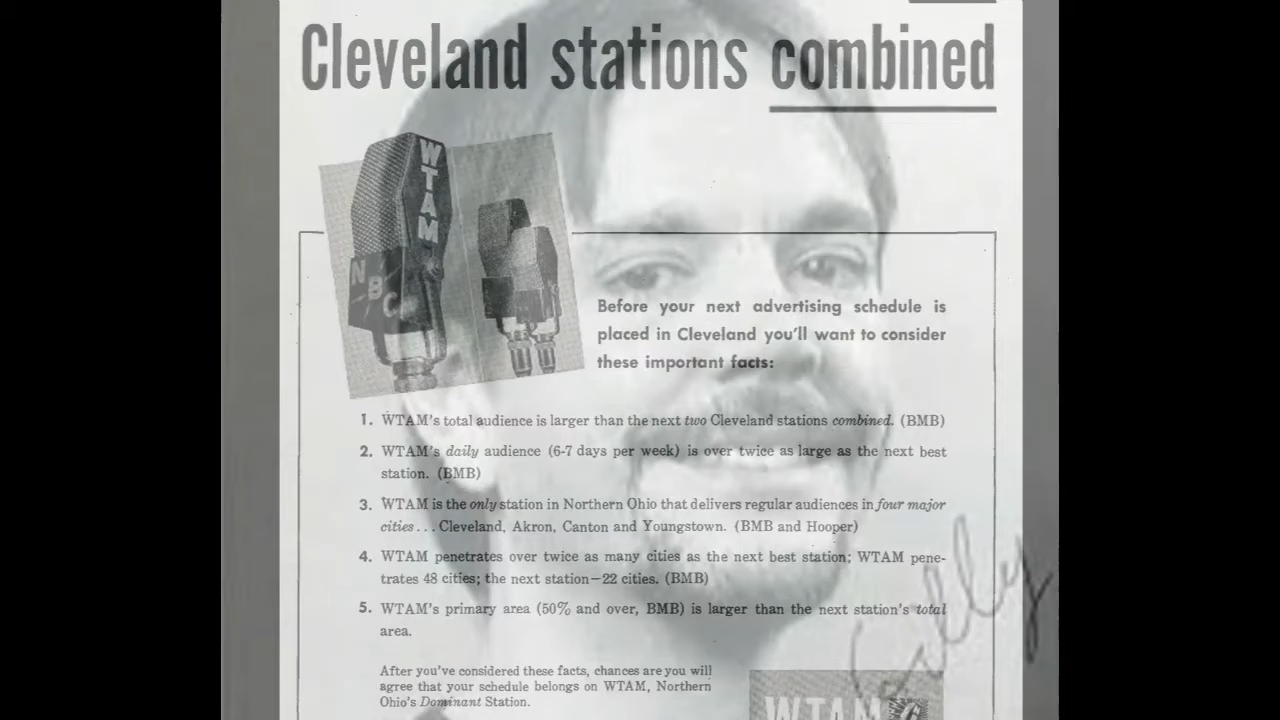 Cleveland stations combined
WTAM
NBC
Before your next advertising schedule is
placed in Cleveland you'll want to consider
these important facts:
1. WTAM's total audience is larger than the next two Cleveland stations combined. (BMB)
2. WTAM's daily audience (6-7 days per week) is over twice as large as the next best
station. (BMB)
3. WTAM is the only station in Northern Ohio that delivers regular audiences in four major
cities... Cleveland, Akron, Canton and Youngstown. (BMB and Hooper)
4. WTAM penetrates over twice as many cities as the next best station; WTAM pene-
trates 48 cities; the next station—22 cities. (BMB)
5. WTAM's primary area (50% and over, BMB) is larger than the next station's total
area.
After you've considered these facts, chances are you will
agree that your schedule belongs on WTAM, Northern
Ohio's Dominant Station.
WTAM